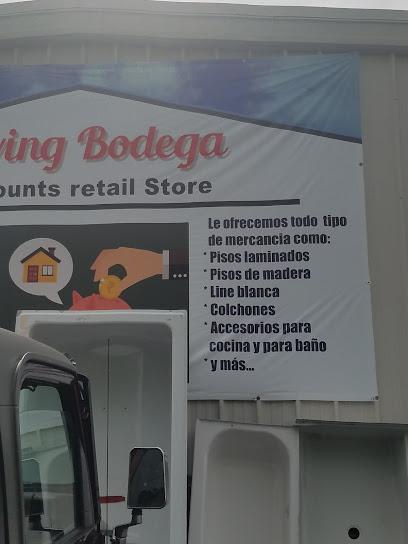 ving Bodega
ounts retail Store
Le ofrecemos todo tipo
de mercancia como:
* Pisos laminados
* Pisos de madera
* Line blanca
* Colchones
* Accesorios para
cocina y para baño
* y más...